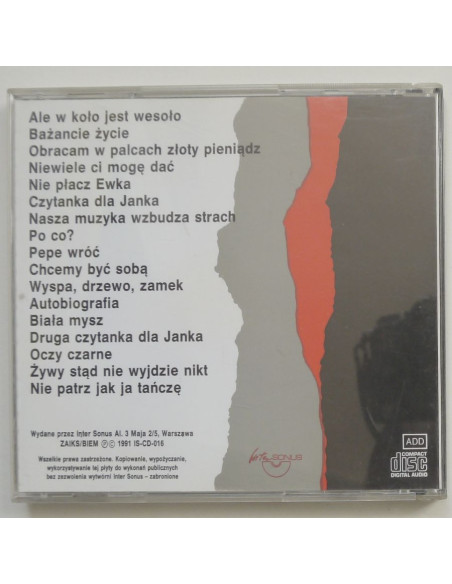 Ale w koło jest wesoło
Bażancie życie
Obracam w palcach złoty pieniądz
Niewiele ci mogę dać
Nie płacz Ewka
Czytanka dla Janka
Nasza muzyka wzbudza strach
Po co?
Pepe wróć
Chcemy być sobą
Wyspa, drzewo, zamek
Autobiografia
Biała mysz
Druga czytanka dla Janka
Oczy czarne
Żywy stąd nie wyjdzie nikt
Nie patrz jak ja tańczę
Wydane przez Inter Sonus Al. 3 Maja 2/5, Warszawa
ZAIKS/BIEM Ⓟ © 1991 IS-CD-016
Wszelkie prawa zastrzeżone. Kopiowanie, wypożyczanie,
wykorzystywanie tej płyty do wykonań publicznych
bez zezwolenia wytwórni Inter Sonus – zabronione
Inter SONUS
ADD
COMPACT
disc
DIGITAL AUDIO